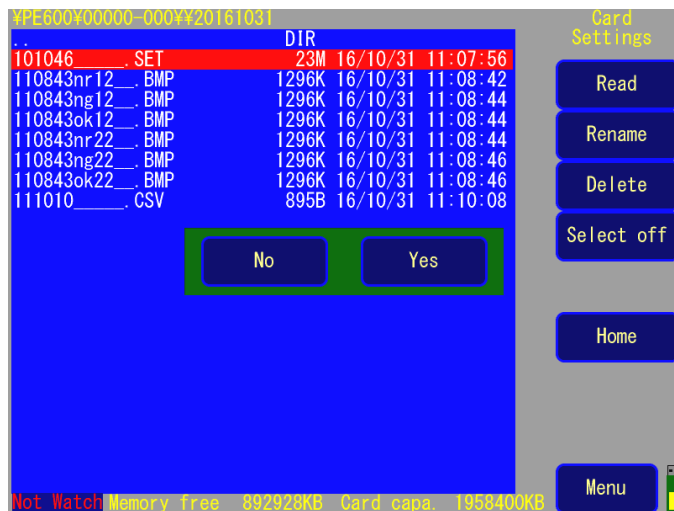 ¥PE600¥00000-000¥¥20161031
.. DIR
101046_____.SET 23M 16/10/31 11:07:56
110843nr12__.BMP 1296K 16/10/31 11:08:42
110843ng12__.BMP 1296K 16/10/31 11:08:44
110843ok12__.BMP 1296K 16/10/31 11:08:44
110843nr22__.BMP 1296K 16/10/31 11:08:44
110843ng22__.BMP 1296K 16/10/31 11:08:46
110843ok22__.BMP 1296K 16/10/31 11:08:46
111010_____.CSV 895B 16/10/31 11:10:08
No Yes
Not Watch Memory free 892928KB Card capa. 1958400KB
Card
Settings
Read
Rename
Delete
Select off
Home
Menu